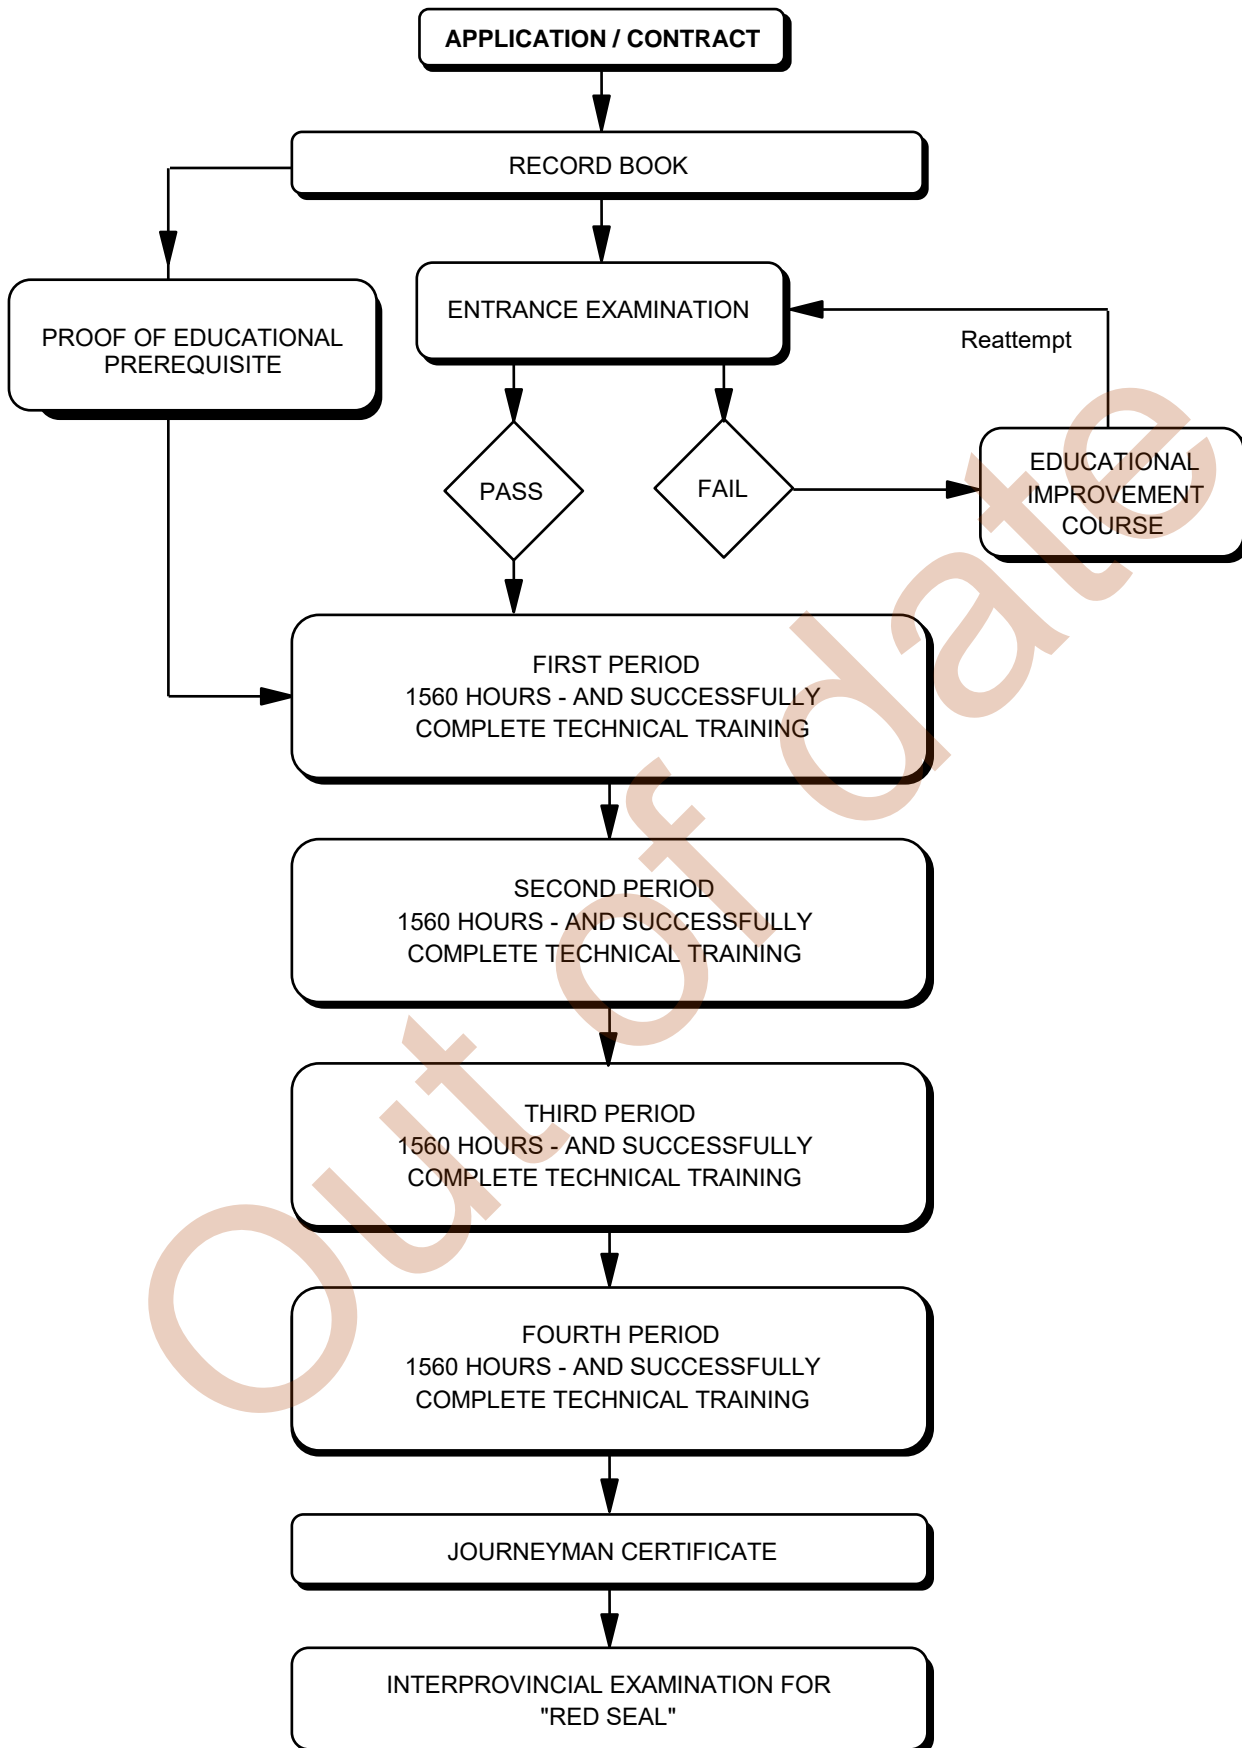 APPLICATION / CONTRACT
RECORD BOOK
PROOF OF EDUCATIONAL
PREREQUISITE
ENTRANCE EXAMINATION
Reattempt
PASS
FAIL
EDUCATIONAL
IMPROVEMENT
COURSE
FIRST PERIOD
1560 HOURS - AND SUCCESSFULLY
COMPLETE TECHNICAL TRAINING
SECOND PERIOD
1560 HOURS - AND SUCCESSFULLY
COMPLETE TECHNICAL TRAINING
THIRD PERIOD
1560 HOURS - AND SUCCESSFULLY
COMPLETE TECHNICAL TRAINING
FOURTH PERIOD
1560 HOURS - AND SUCCESSFULLY
COMPLETE TECHNICAL TRAINING
JOURNEYMAN CERTIFICATE
INTERPROVINCIAL EXAMINATION FOR
"RED SEAL"
Out of date